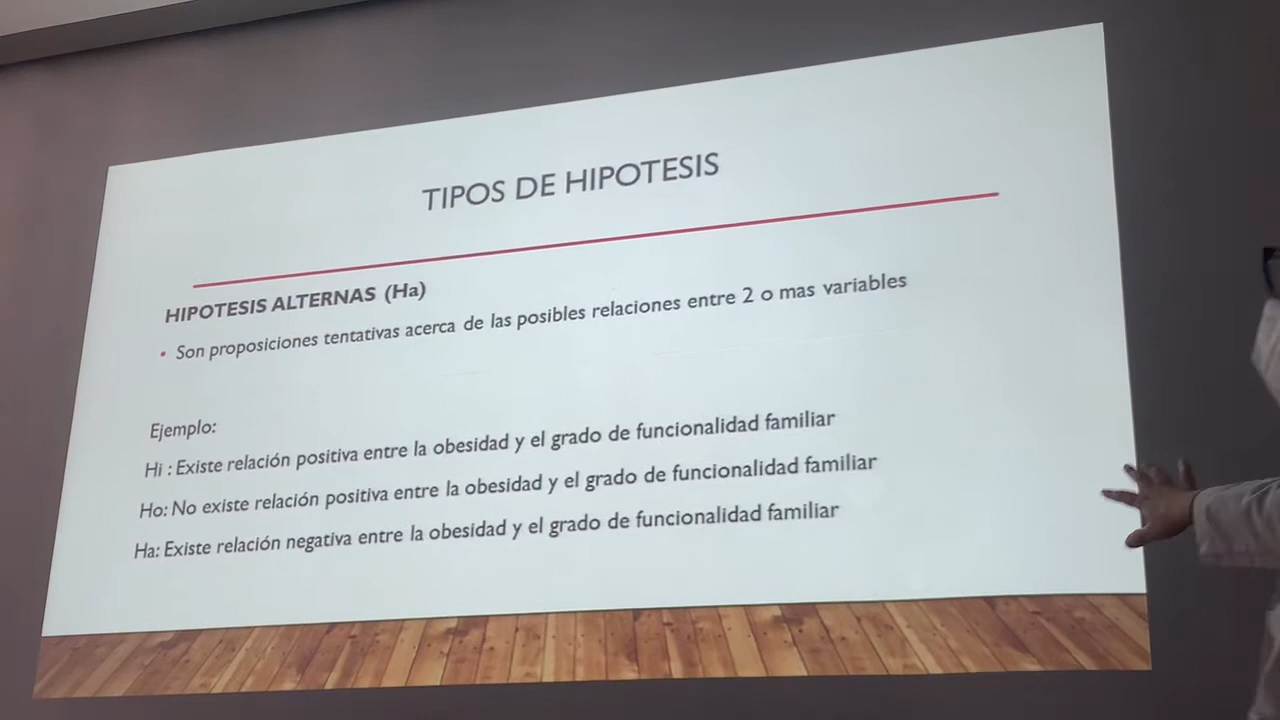 TIPOS DE HIPOTESIS
HIPOTESIS ALTERNAS (Ha)
• Son proposiciones tentativas acerca de las posibles relaciones entre 2 o mas variables
Ejemplo:
Hi : Existe relación positiva entre la obesidad y el grado de funcionalidad familiar
Ho: No existe relación positiva entre la obesidad y el grado de funcionalidad familiar
Ha: Existe relación negativa entre la obesidad y el grado de funcionalidad familiar